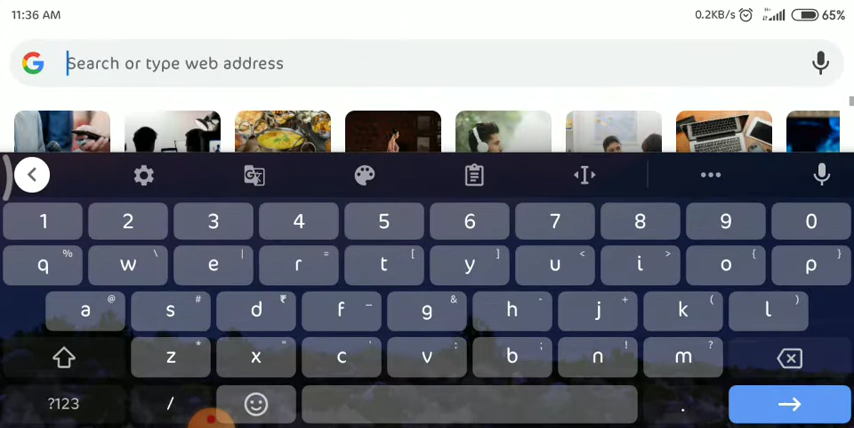 11:36 AM 0.2KB/s 65%
Search or type web address
1 2 3 4 5 6 7 8 9 0
q % w \ e | r = t [ y ] u < i > o { p }
a @ s # d ₹ f _ g & h - j + k ( l )
z * x " c ' v : b ; n ! m ?
?123 / .